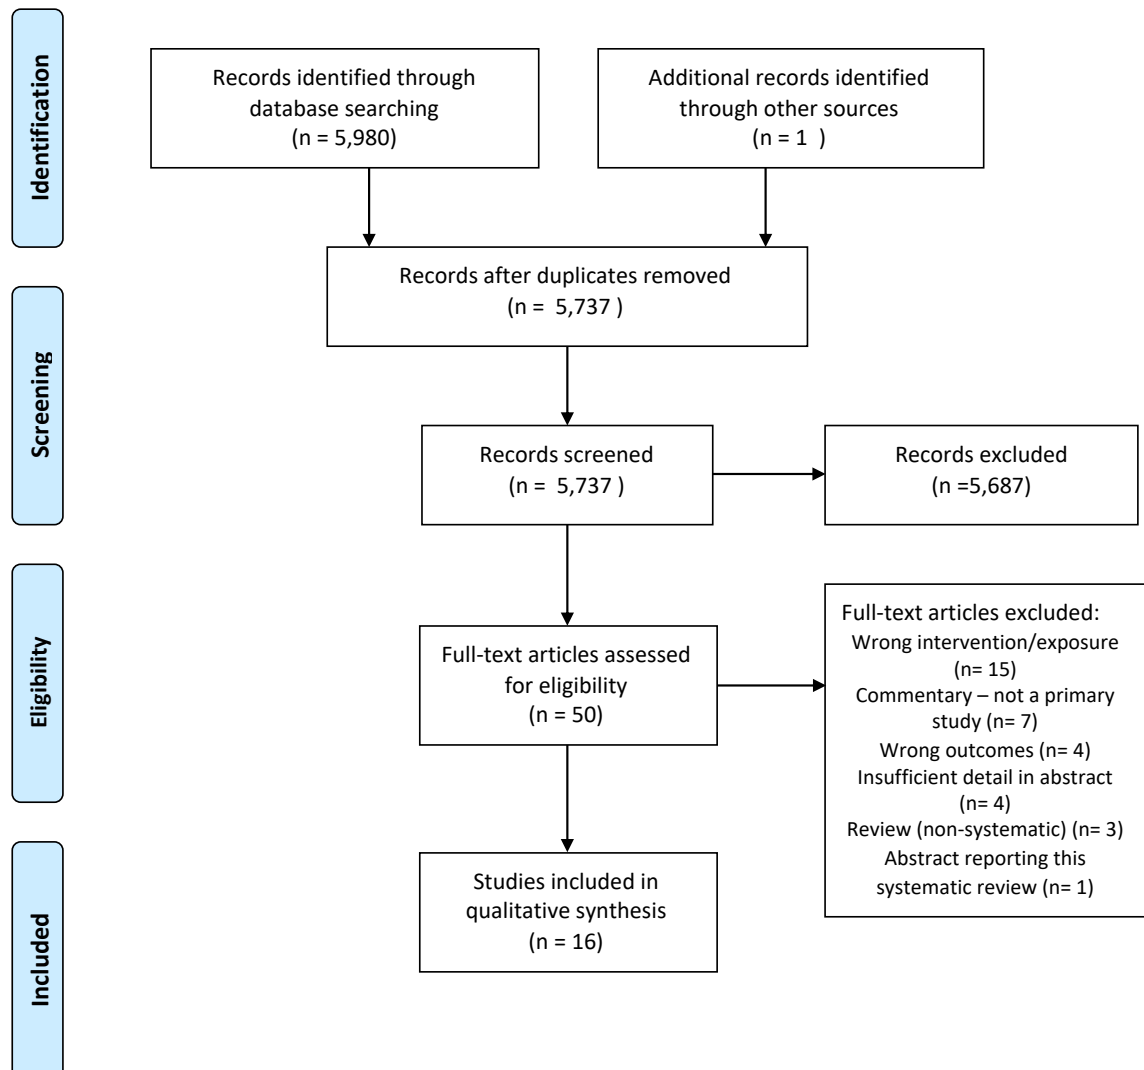 Identification
Records identified through
database searching
(n = 5,980)
Additional records identified
through other sources
(n = 1  )
Records after duplicates removed
(n =  5,737 )
Screening
Records screened
(n =  5,737 )
Records excluded
(n =5,687)
Eligibility
Full-text articles assessed
for eligibility
(n = 50)
Full-text articles excluded:
Wrong intervention/exposure
(n= 15)
Commentary – not a primary
study (n= 7)
Wrong outcomes (n= 4)
Insufficient detail in abstract
(n= 4)
Review (non-systematic) (n= 3)
Abstract reporting this
systematic review (n= 1)
Included
Studies included in
qualitative synthesis
(n = 16)